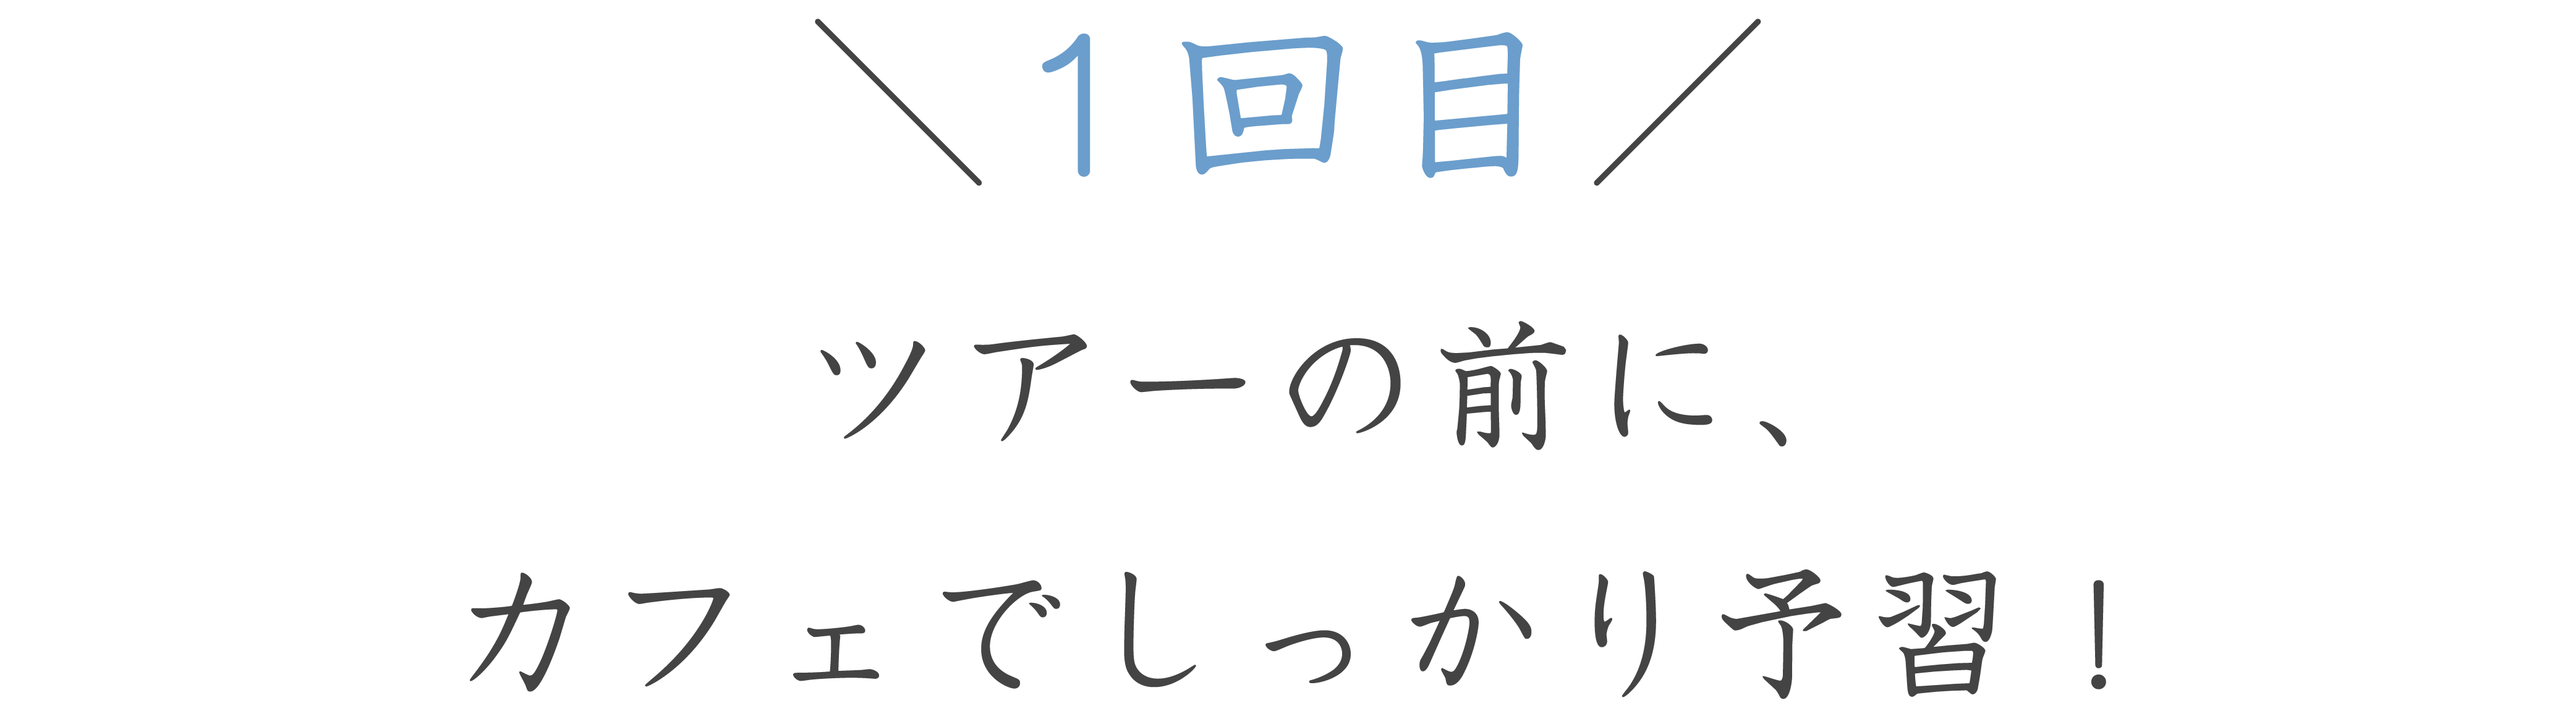 ＼1回目／
ツアーの前に、
カフェでしっかり予習！